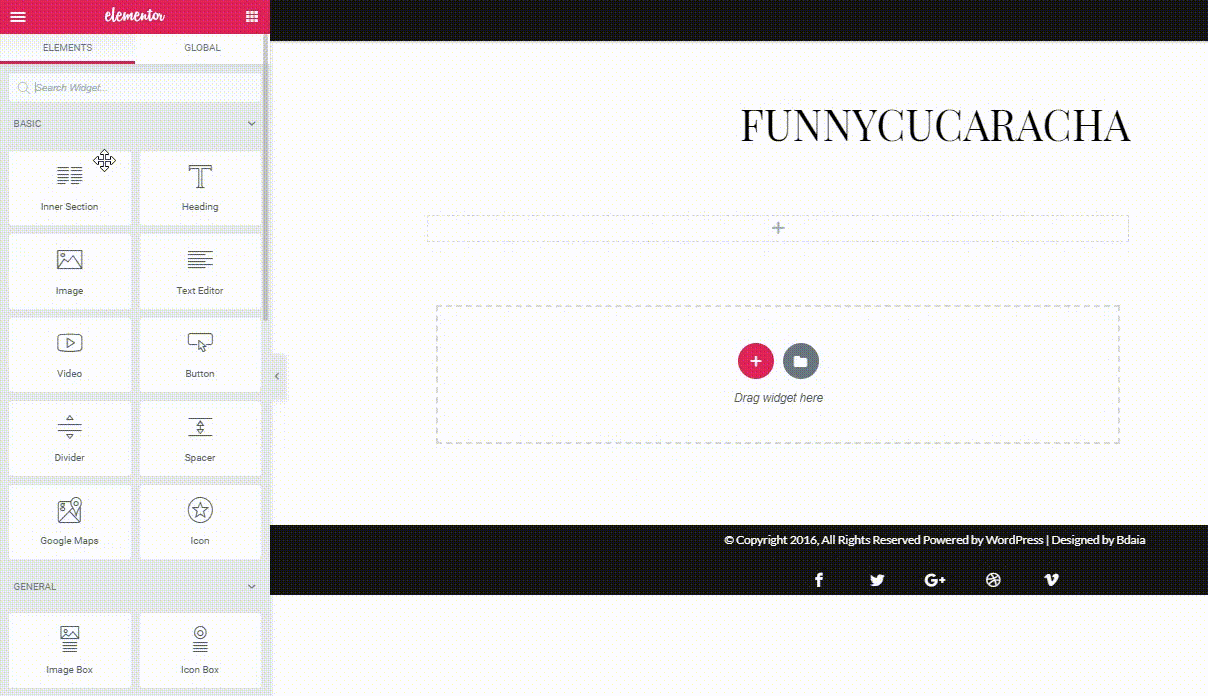 elementor
ELEMENTS
GLOBAL
Search Widget...
BASIC
Inner Section
Heading
Image
Text Editor
Video
Button
Divider
Spacer
Google Maps
Icon
GENERAL
Image Box
Icon Box
FUNNYCUCARACHA
Drag widget here
© Copyright 2016, All Rights Reserved Powered by WordPress | Designed by Bdaia